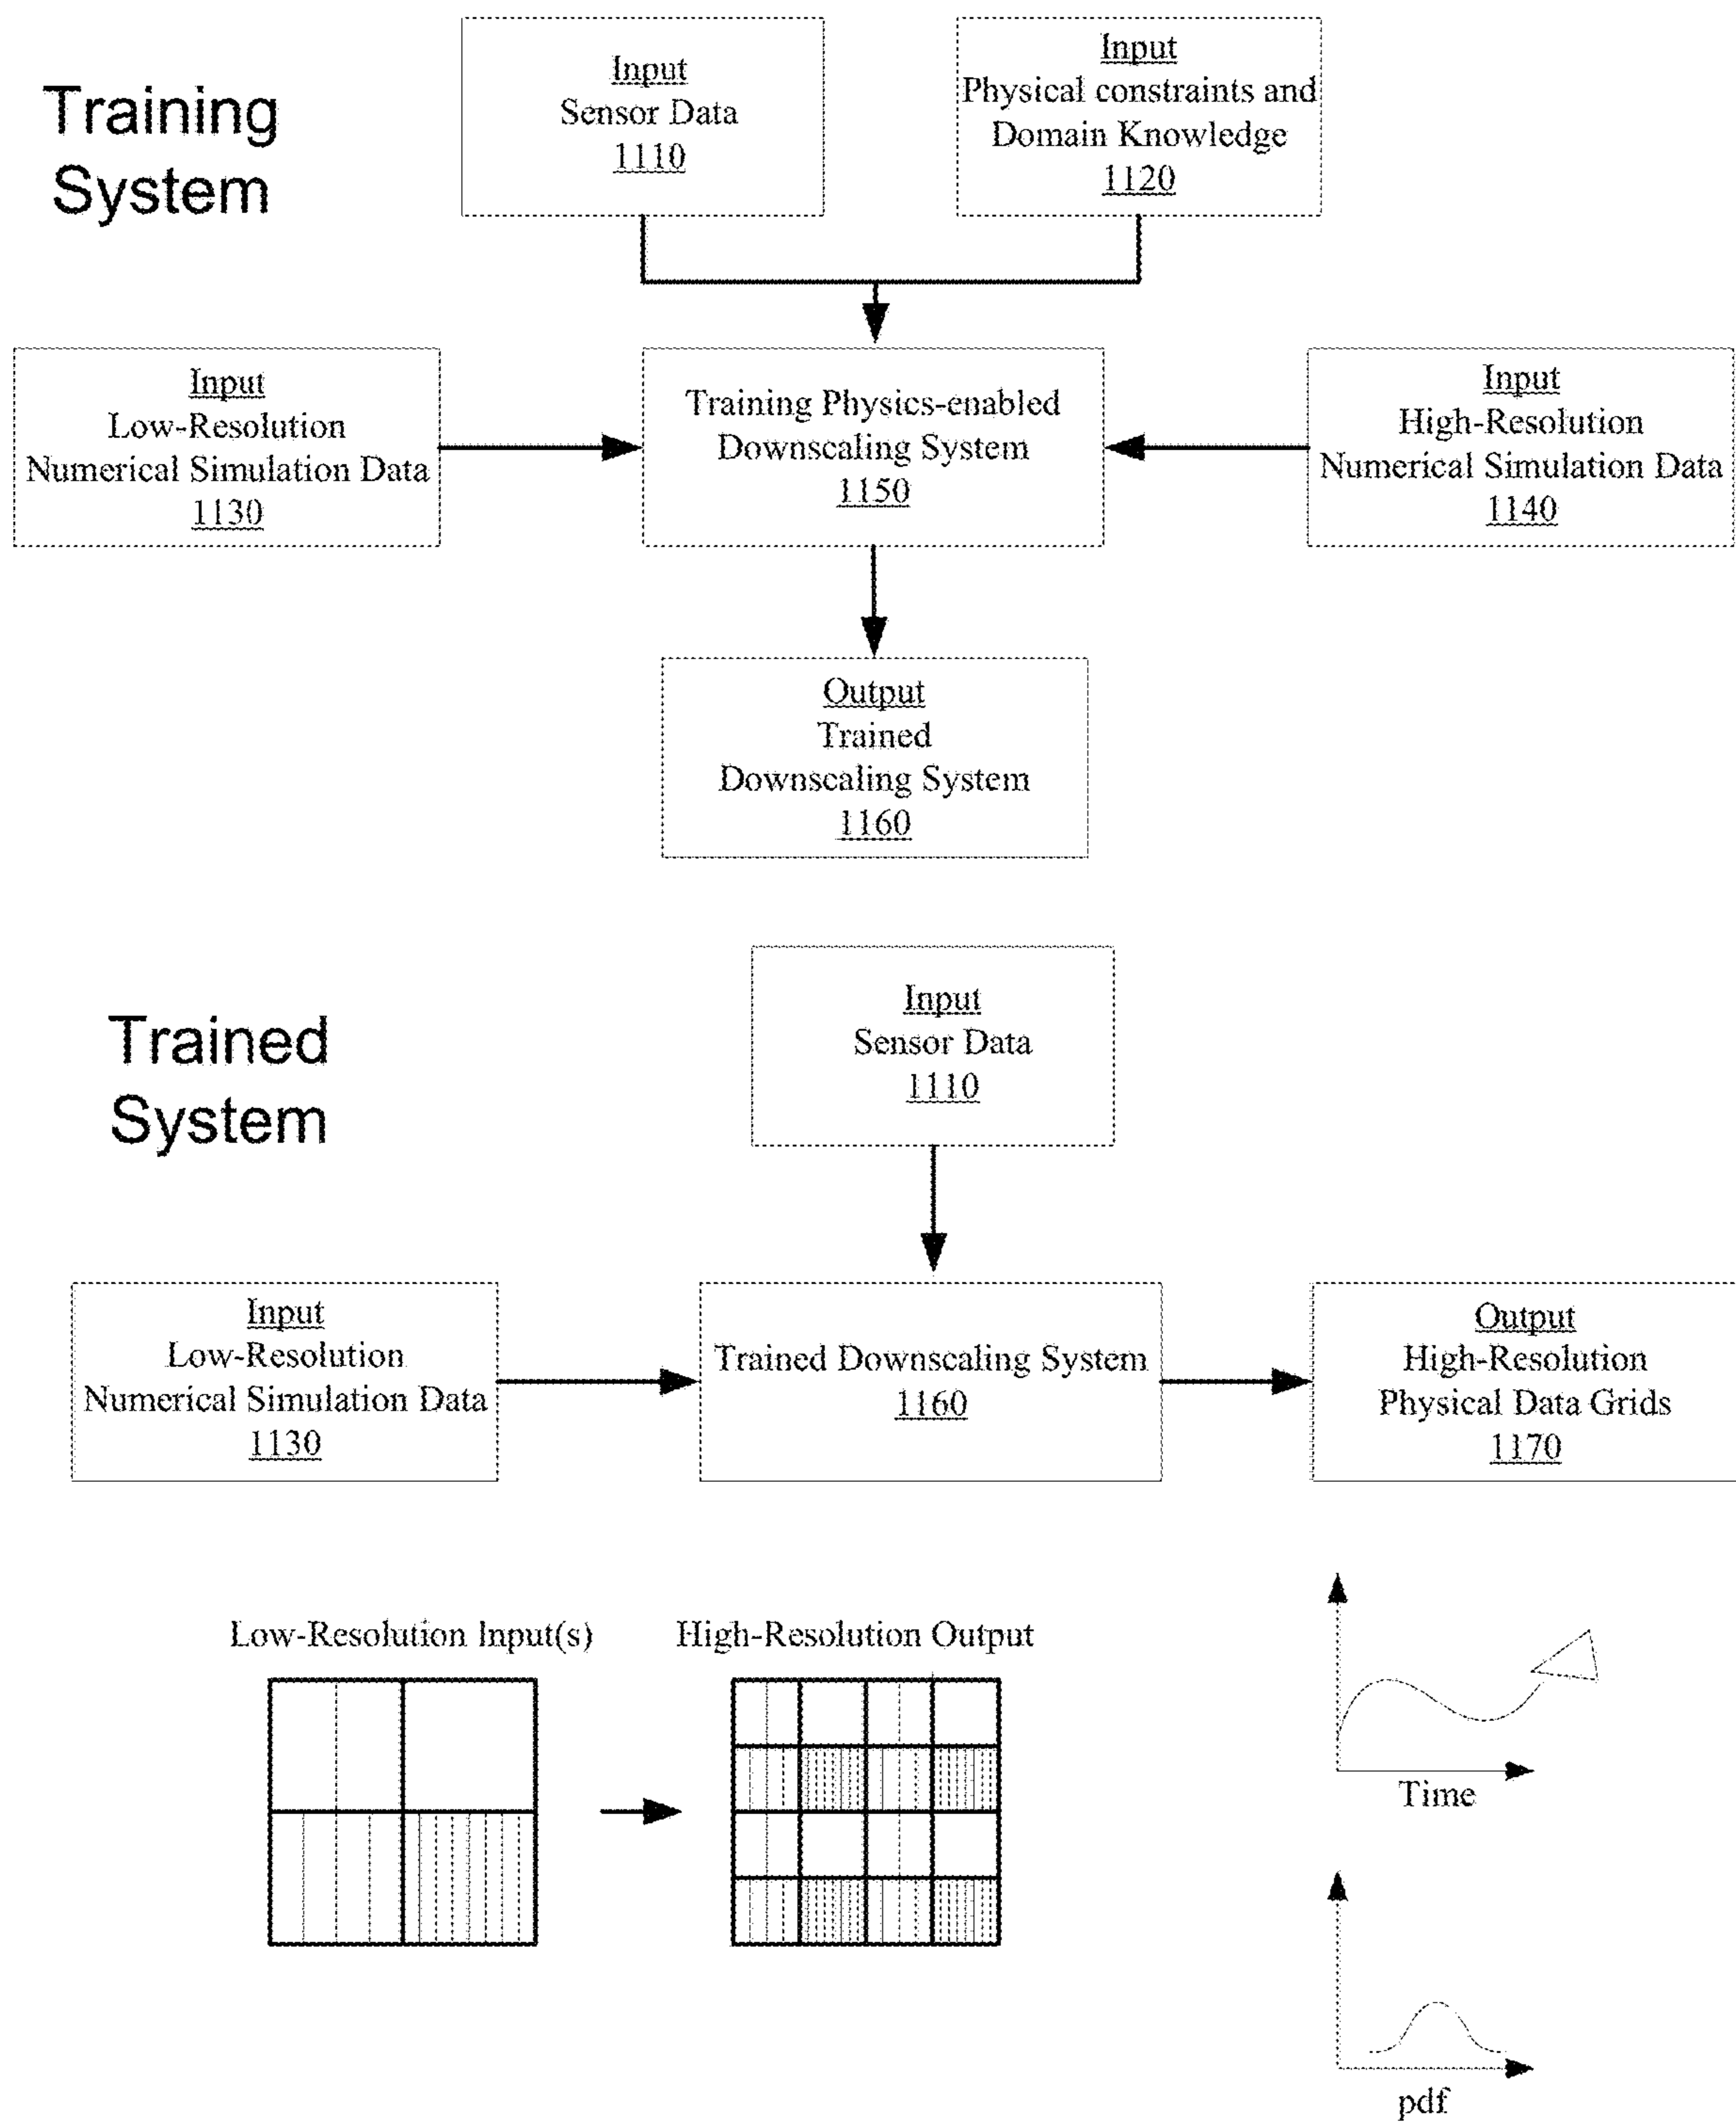 Training
System
Input
Sensor Data
1110
Input
Physical constraints and
Domain Knowledge
1120
Input
Low-Resolution
Numerical Simulation Data
1130
Training Physics-enabled
Downscaling System
1150
Input
High-Resolution
Numerical Simulation Data
1140
Output
Trained
Downscaling System
1160
Trained
System
Input
Sensor Data
1110
Input
Low-Resolution
Numerical Simulation Data
1130
Trained Downscaling System
1160
Output
High-Resolution
Physical Data Grids
1170
Low-Resolution Input(s)
High-Resolution Output
Time
pdf